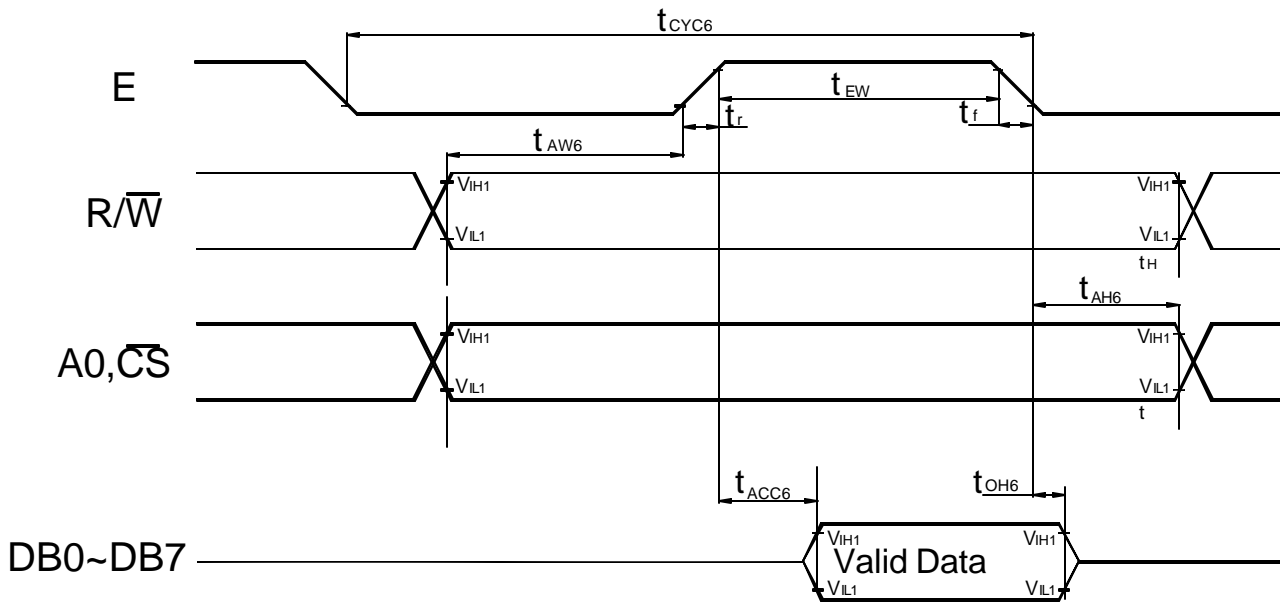 tCYC6
E
tEW
tr
tf
tAW6
R/W̅
VIH1
VIH1
VIL1
VIL1
tH
tAH6
A0,C̅S̅
VIH1
VIH1
VIL1
VIL1
t
tACC6
tOH6
DB0~DB7
VIH1
VIH1
Valid Data
VIL1
VIL1